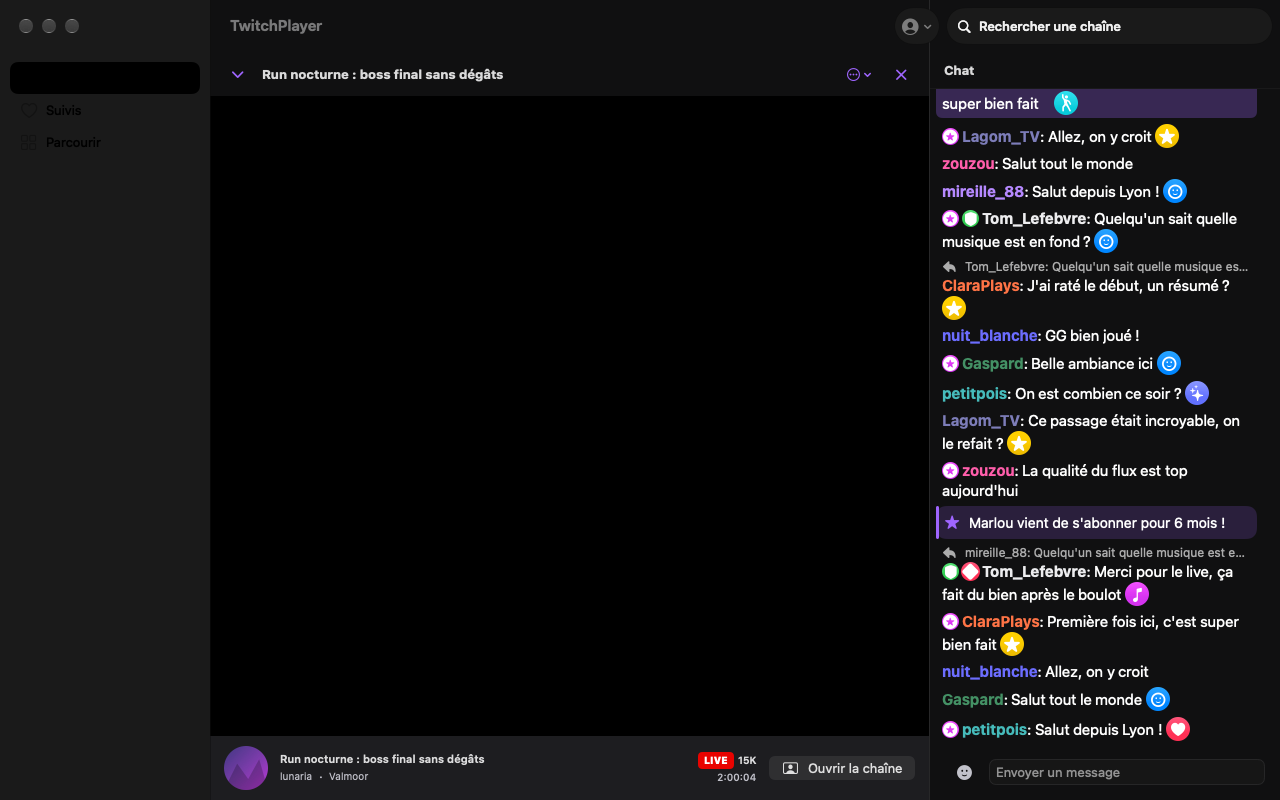 TwitchPlayer
Rechercher une chaîne
Suivis
Parcourir
Run nocturne : boss final sans dégâts
Chat
super bien fait
Lagom_TV: Allez, on y croit
zouzou: Salut tout le monde
mireille_88: Salut depuis Lyon !
Tom_Lefebvre: Quelqu'un sait quelle
musique est en fond ?
Tom_Lefebvre: Quelqu'un sait quelle musique es...
ClaraPlays: J'ai raté le début, un résumé ?
nuit_blanche: GG bien joué !
Gaspard: Belle ambiance ici
petitpois: On est combien ce soir ?
Lagom_TV: Ce passage était incroyable, on
le refait ?
zouzou: La qualité du flux est top
aujourd'hui
Marlou vient de s'abonner pour 6 mois !
mireille_88: Quelqu'un sait quelle musique est e...
Tom_Lefebvre: Merci pour le live, ça
fait du bien après le boulot
ClaraPlays: Première fois ici, c'est super
bien fait
nuit_blanche: Allez, on y croit
Gaspard: Salut tout le monde
petitpois: Salut depuis Lyon !
Envoyer un message
Run nocturne : boss final sans dégâts
lunaria · Valmoor
LIVE 15K
2:00:04
Ouvrir la chaîne